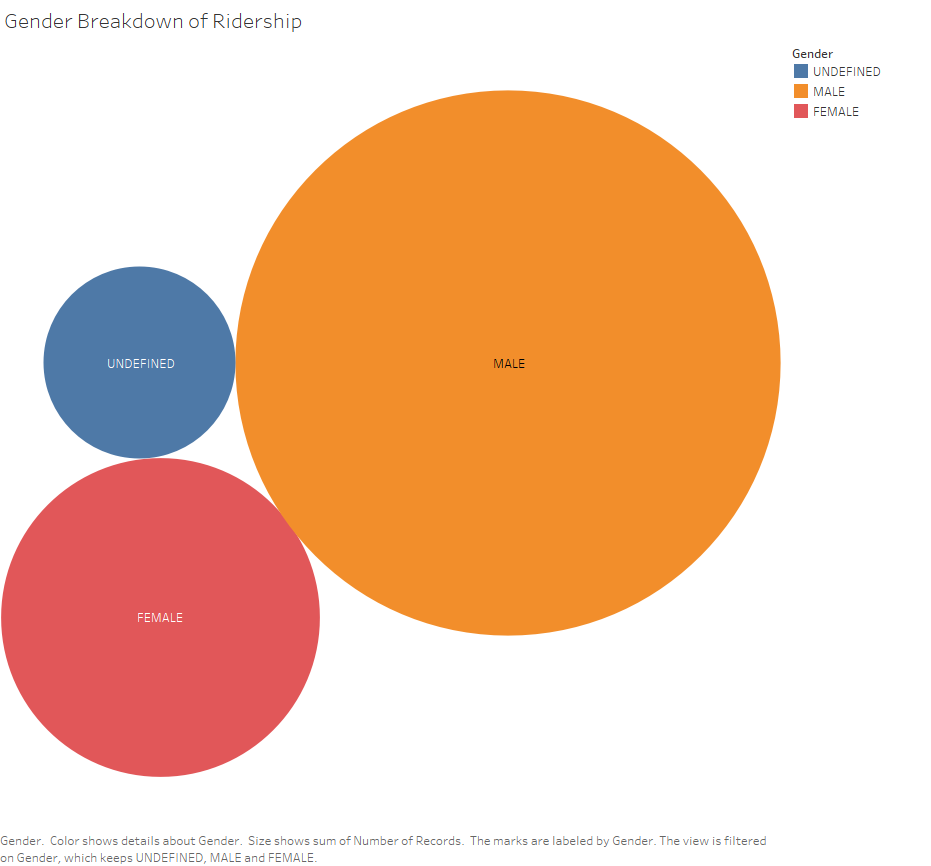 Gender Breakdown of Ridership
Gender
UNDEFINED
MALE
FEMALE
UNDEFINED
MALE
FEMALE
Gender.  Color shows details about Gender.  Size shows sum of Number of Records.  The marks are labeled by Gender. The view is filtered
on Gender, which keeps UNDEFINED, MALE and FEMALE.